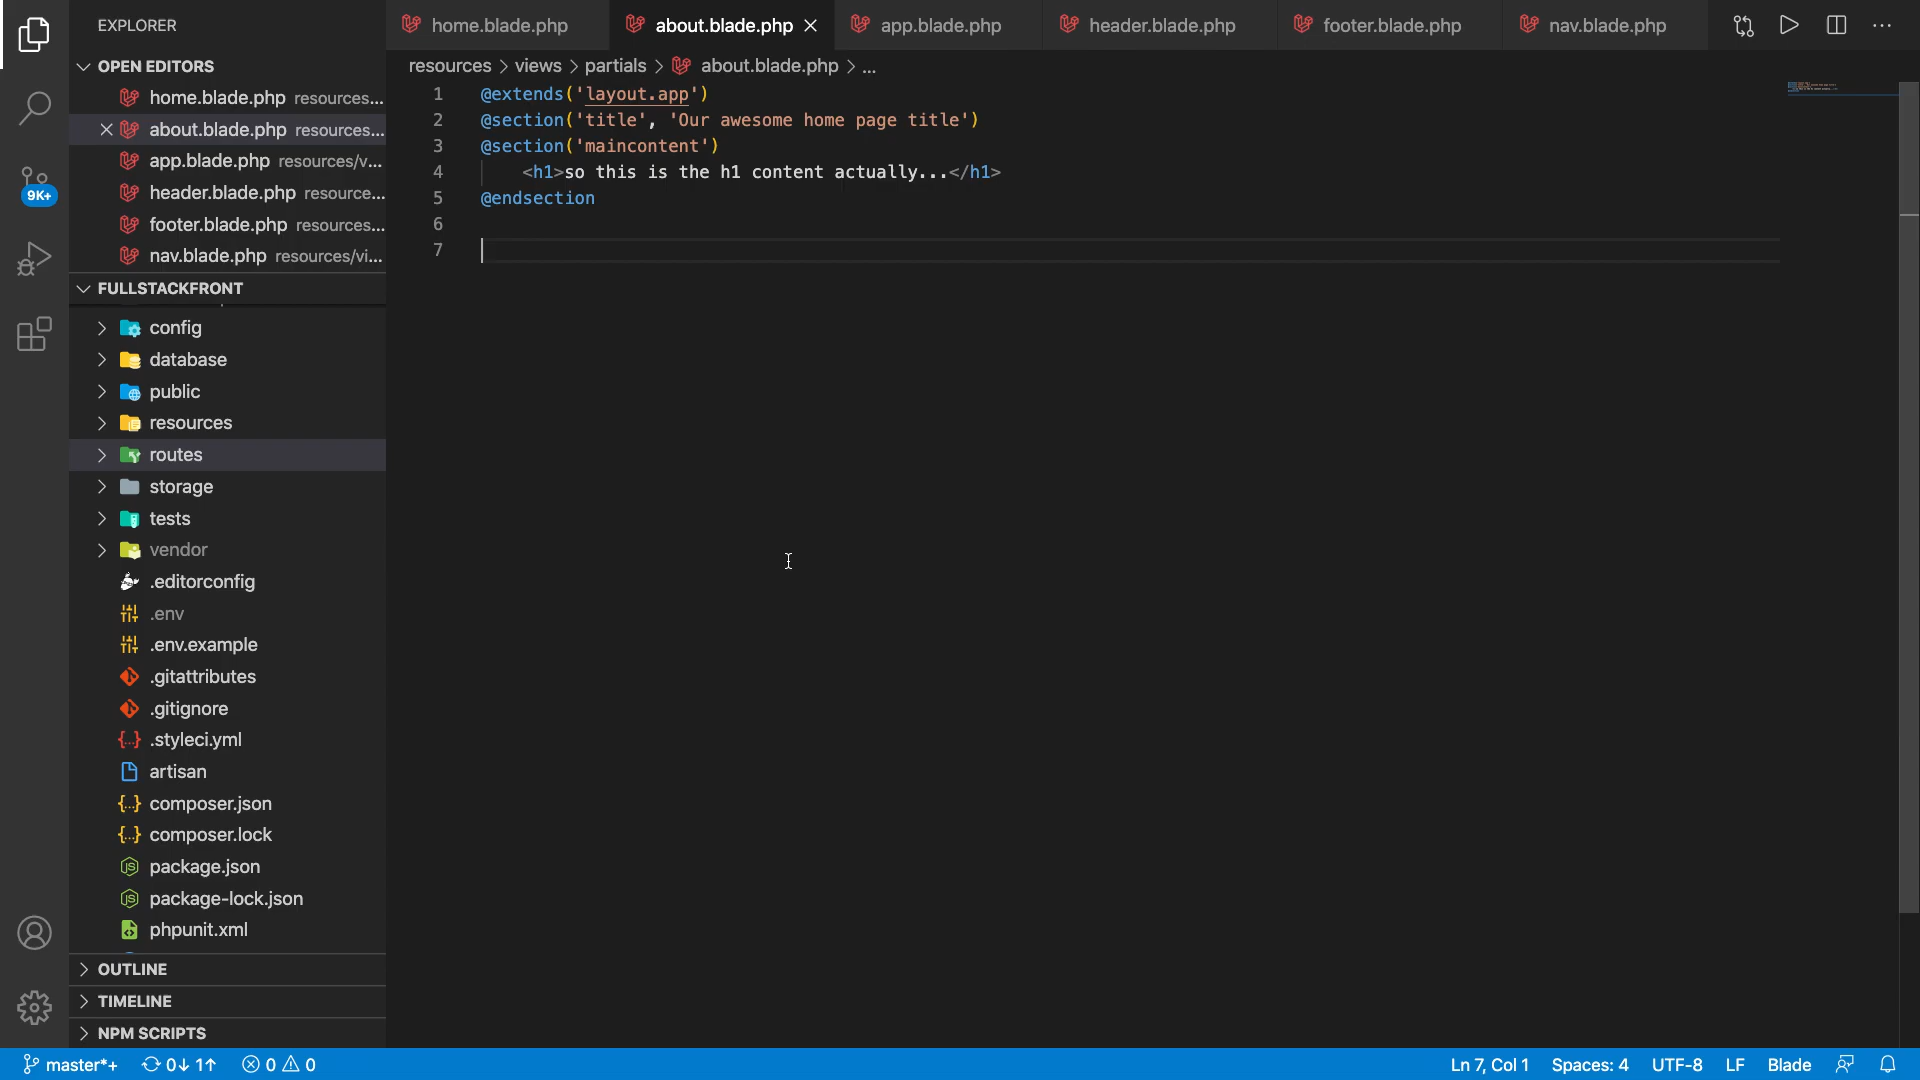 EXPLORER
OPEN EDITORS
home.blade.php resources...
about.blade.php resources...
app.blade.php resources/v...
header.blade.php resource...
footer.blade.php resources...
nav.blade.php resources/vi...
9K+
FULLSTACKFRONT
config
database
public
resources
routes
storage
tests
vendor
.editorconfig
.env
.env.example
.gitattributes
.gitignore
.styleci.yml
artisan
composer.json
composer.lock
package.json
package-lock.json
phpunit.xml
OUTLINE
TIMELINE
NPM SCRIPTS
home.blade.php about.blade.php app.blade.php header.blade.php footer.blade.php nav.blade.php
resources > views > partials > about.blade.php > ...
1 @extends('layout.app')
2 @section('title', 'Our awesome home page title')
3 @section('maincontent')
4 <h1>so this is the h1 content actually...</h1>
5 @endsection
6
7
master*+ 0↓ 1↑ 0 0 Ln 7, Col 1 Spaces: 4 UTF-8 LF Blade